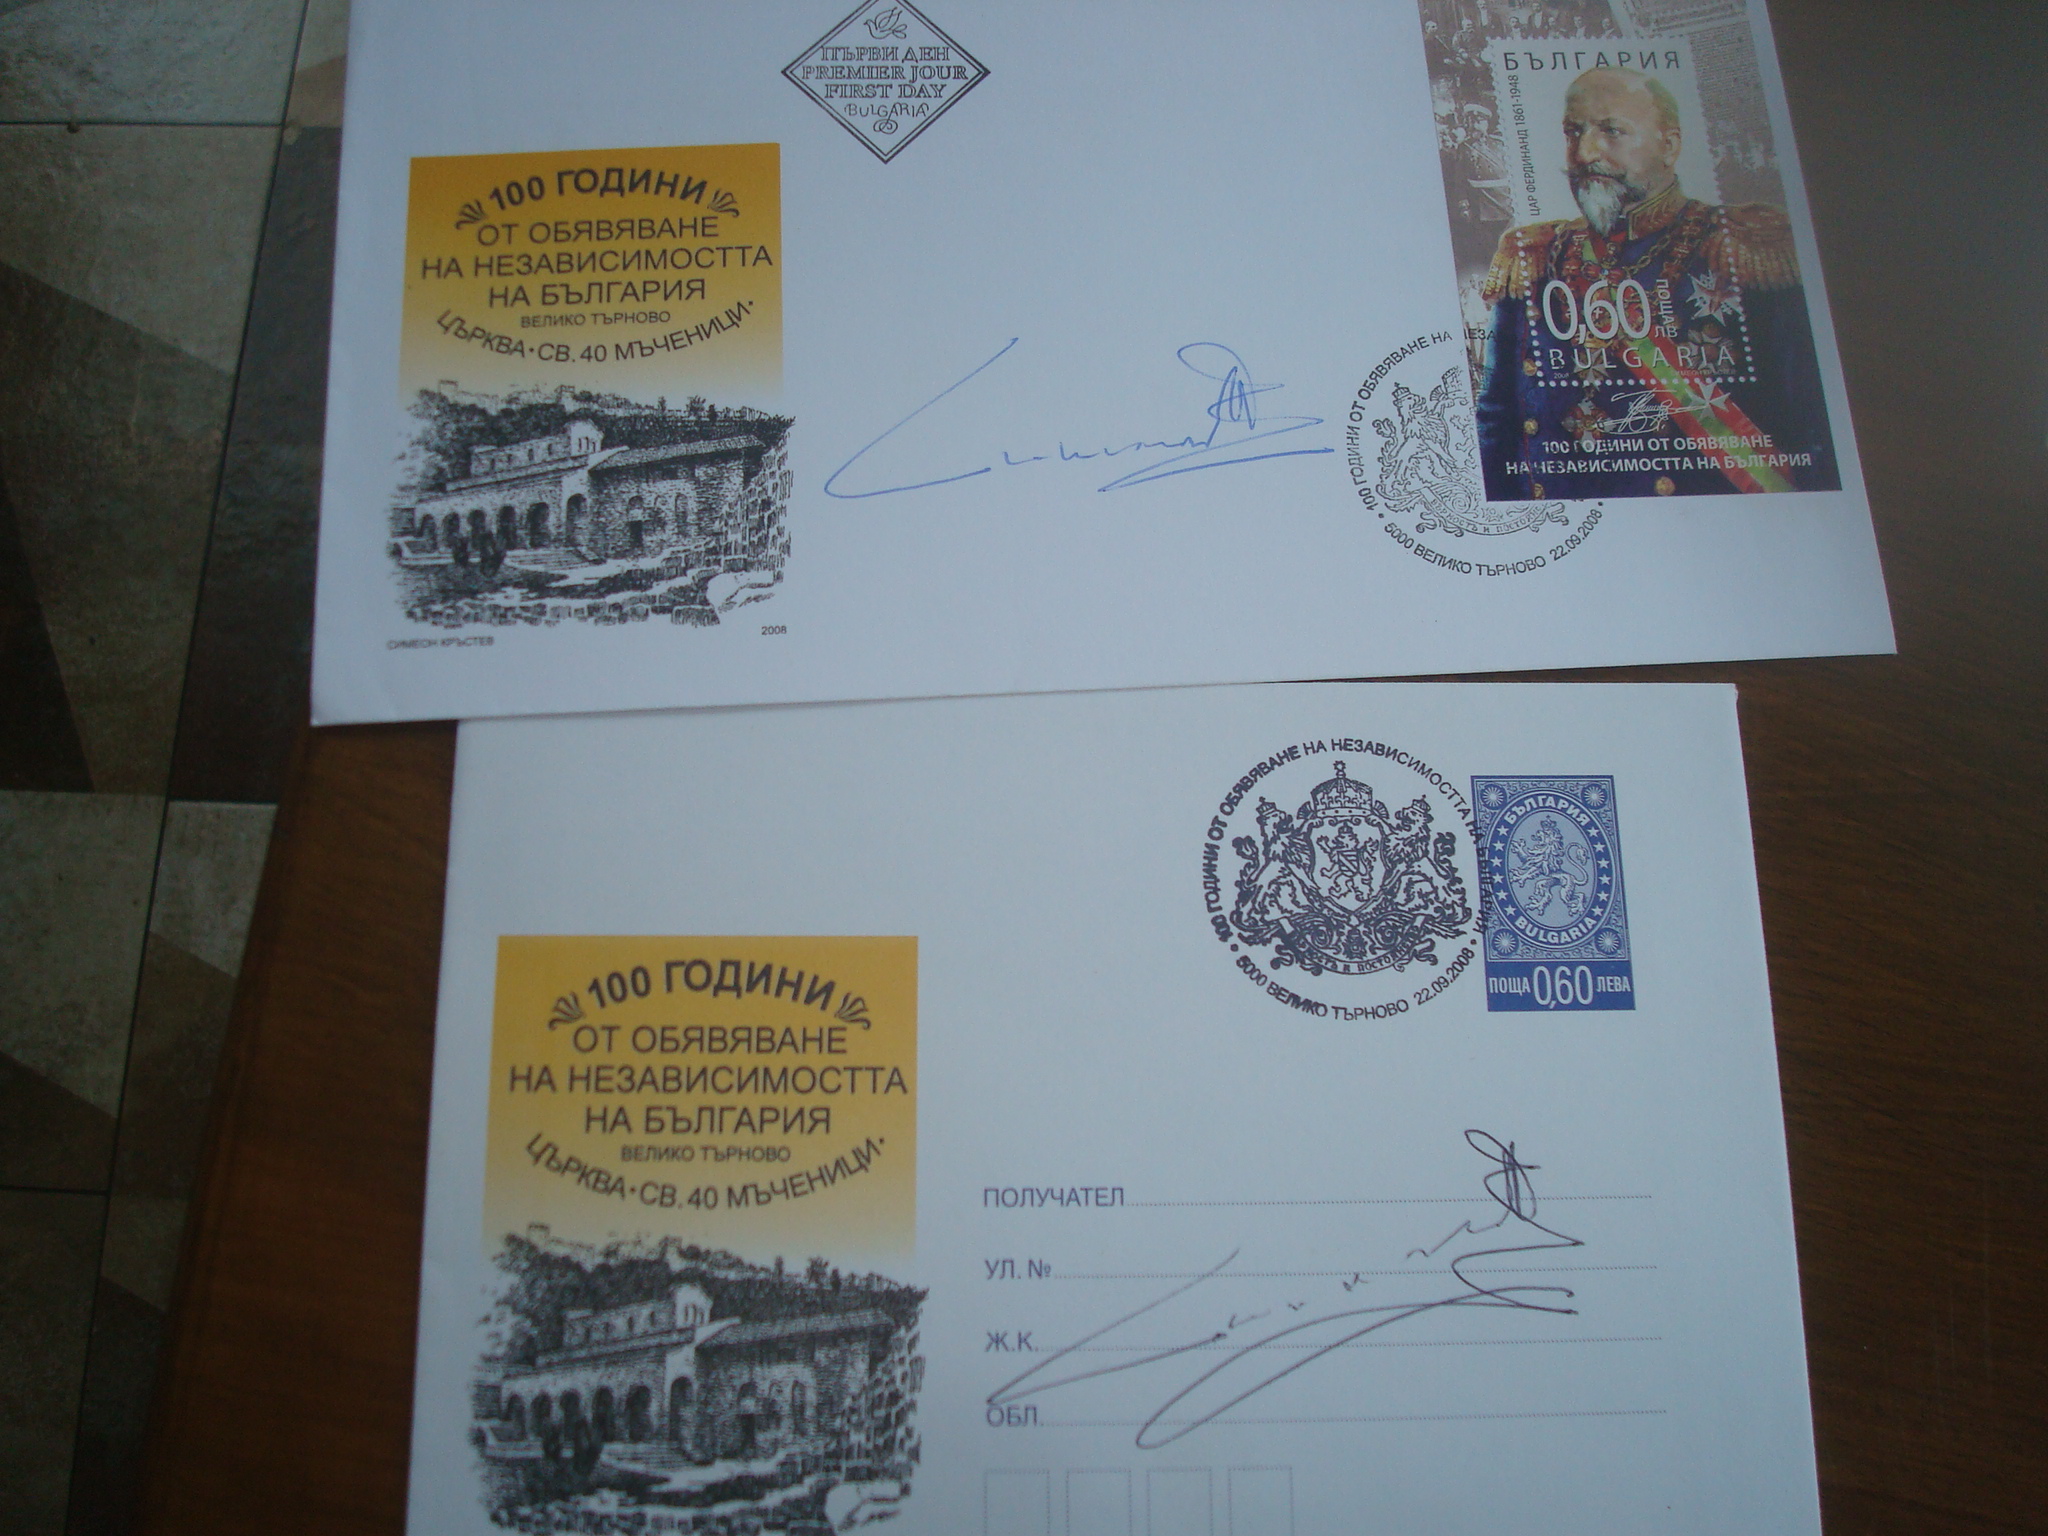 ПЪРВИ ДЕН
PREMIER JOUR
FIRST DAY
BULGARIA
100 ГОДИНИ
ОТ ОБЯВЯВАНЕ
НА НЕЗАВИСИМОСТТА
НА БЪЛГАРИЯ
ВЕЛИКО ТЪРНОВО
ЦЪРКВА • СВ. 40 МЪЧЕНИЦИ •
СИМЕОН КРЪСТЕВ
2008
БЪЛГАРИЯ
ЦАР ФЕРДИНАНД 1861-1948
0,60
ПОЩА
ЛВ
BULGARIA
100 ГОДИНИ ОТ ОБЯВЯВАНЕ
НА НЕЗАВИСИМОСТТА НА БЪЛГАРИЯ
100 ГОДИНИ ОТ ОБЯВЯВАНЕ НА НЕЗА
• 5000 ВЕЛИКО ТЪРНОВО 22.09.2008 •
100 ГОДИНИ ОТ ОБЯВЯВАНЕ НА НЕЗАВИСИМОСТТА НА БЪЛГАРИЯ
• 5000 ВЕЛИКО ТЪРНОВО 22.09.2008 •
БЪЛГАРИЯ
BULGARIA
ПОЩА 0,60 ЛЕВА
100 ГОДИНИ
ОТ ОБЯВЯВАНЕ
НА НЕЗАВИСИМОСТТА
НА БЪЛГАРИЯ
ВЕЛИКО ТЪРНОВО
ЦЪРКВА • СВ. 40 МЪЧЕНИЦИ •
ПОЛУЧАТЕЛ
УЛ. №
Ж.К.
ОБЛ.